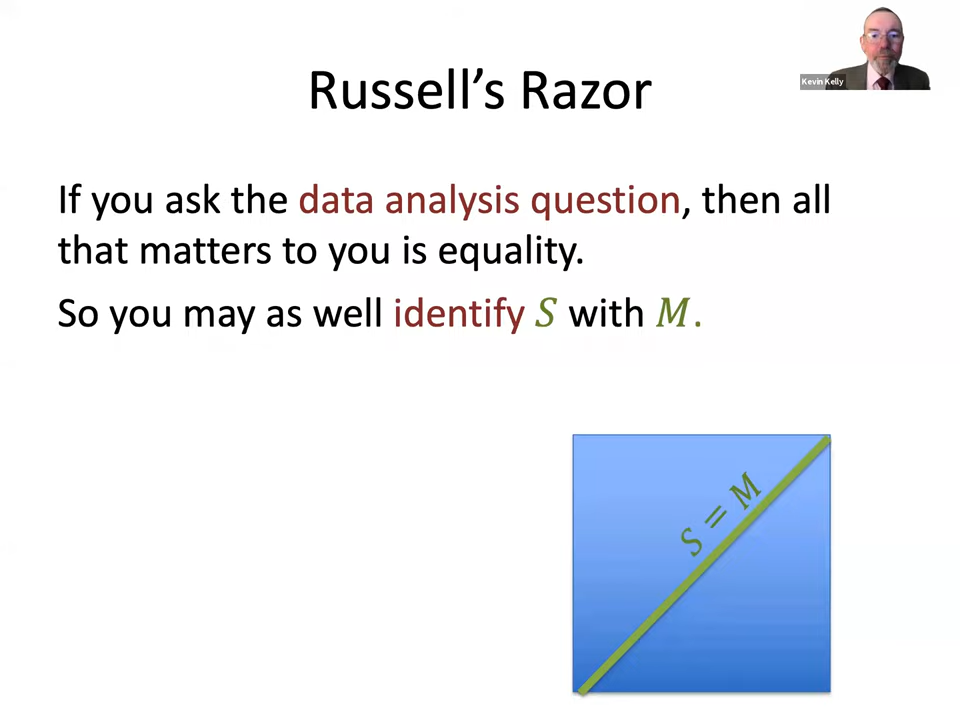 Kevin Kelly
Russell’s Razor
If you ask the data analysis question, then all
that matters to you is equality.
So you may as well identify S with M.
S = M